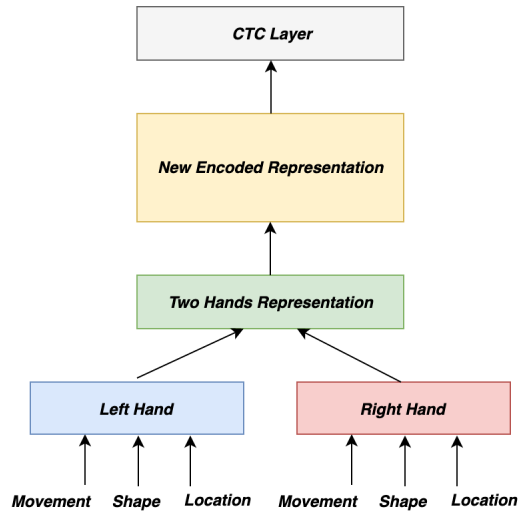 CTC Layer
New Encoded Representation
Two Hands Representation
Left Hand
Right Hand
Movement Shape Location Movement Shape Location